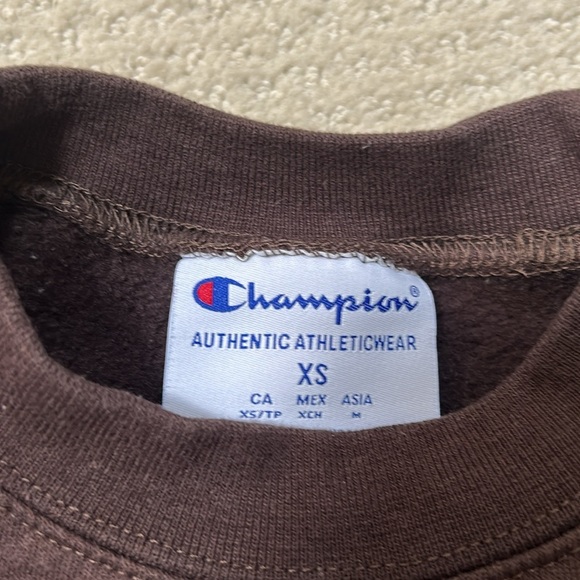 Champion®
AUTHENTIC ATHLETICWEAR
XS
CA MEX ASIA
XS/TP XCH M